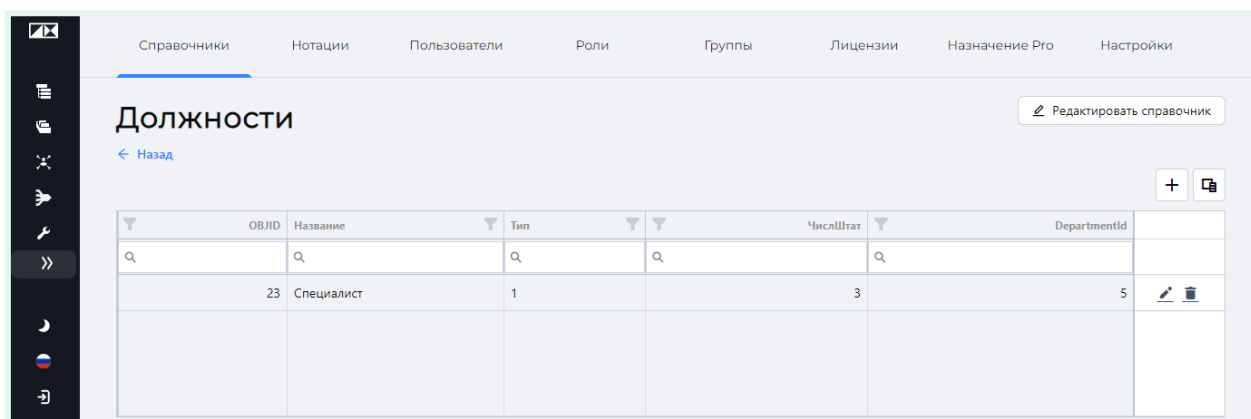 Справочники Нотации Пользователи Роли Группы Лицензии Назначение Pro Настройки
Должности
Редактировать справочник
Назад
OBJID Название Тип ЧислШтат DepartmentId
23 Специалист 1 3 5